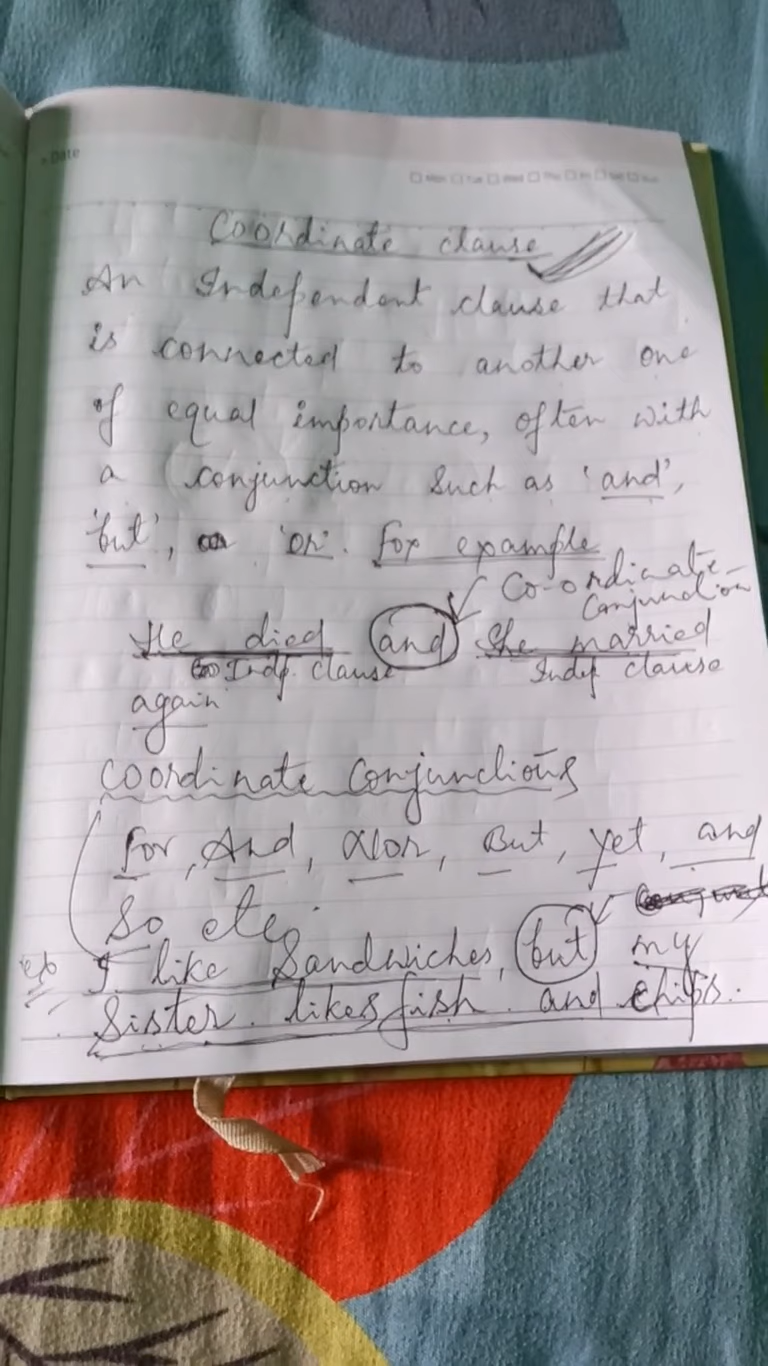 Date
Coordinate clause
An Independent clause that
is connected to another one
of equal importance, often with
a conjunction such as 'and',
'but', 'or'. for example
Co-ordinate
Conjunction
He died and she married
Indp. clause Indp clause
again
Coordinate Conjunctions
For, And, Nor, But, yet, and
So etc.
I like Sandwiches, but my
Sister. likes fish. and chips.